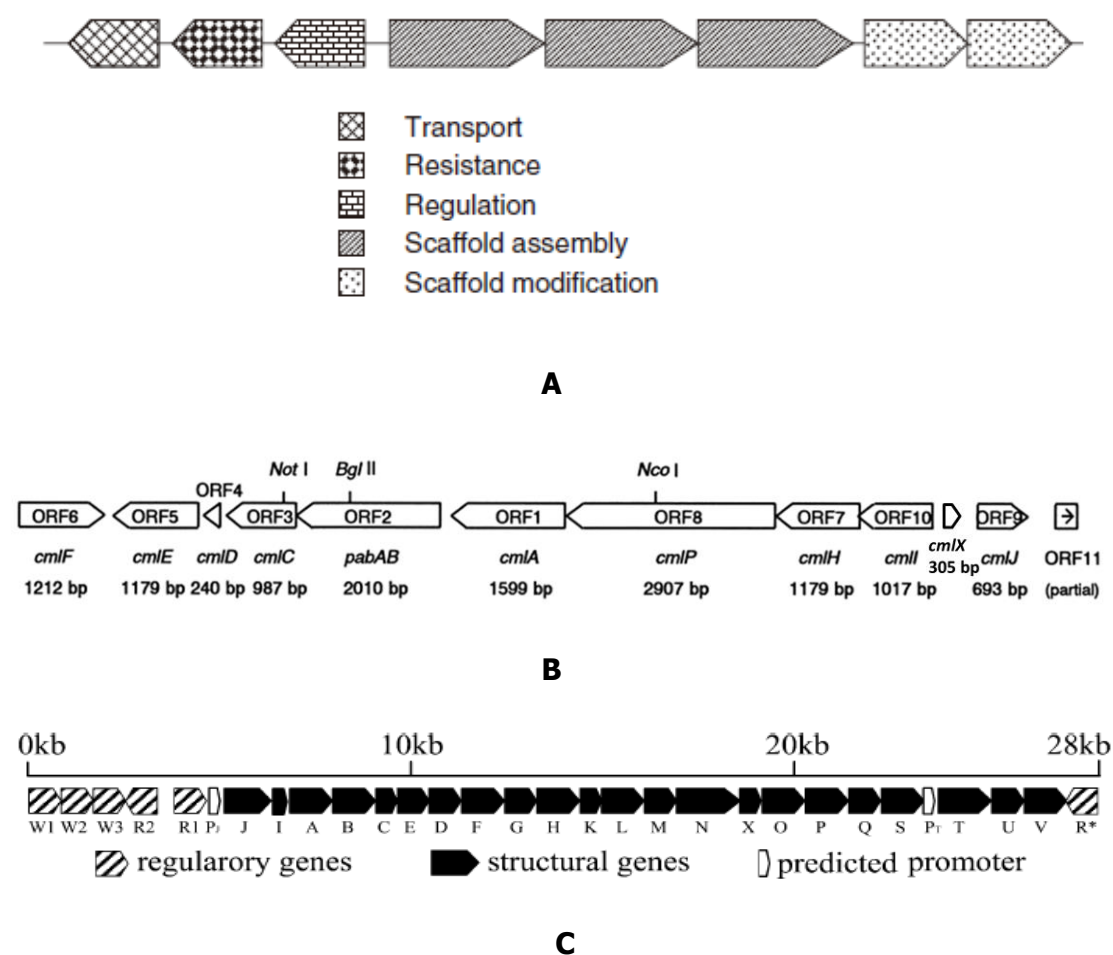 Transport
Resistance
Regulation
Scaffold assembly
Scaffold modification
A
Not I Bgl II Nco I
ORF4
ORF6 ORF5 ORF3 ORF2 ORF1 ORF8 ORF7 ORF10 ORF9
cmlF cmlE cmlD cmlC pabAB cmlA cmlP cmlH cmlI cmlX cmlJ ORF11
1212 bp 1179 bp 240 bp 987 bp 2010 bp 1599 bp 2907 bp 1179 bp 1017 bp 305 bp 693 bp (partial)
B
0kb 10kb 20kb 28kb
W1 W2 W3 R2 R1 PJ J I A B C E D F G H K L M N X O P Q S PT T U V R*
regularory genes structural genes predicted promoter
C